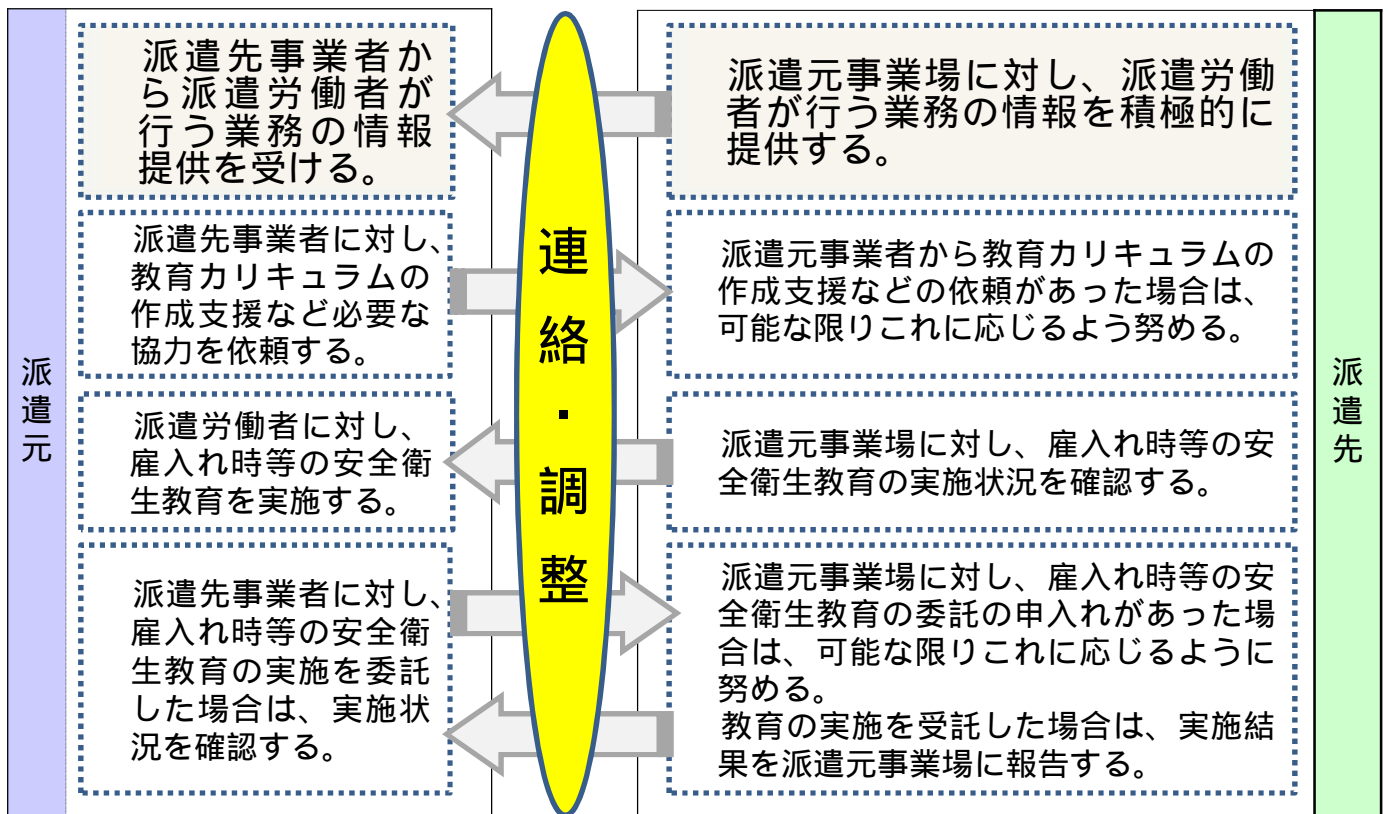 派遣元
派遣先事業者か
ら派遣労働者が
行う業務の情報
提供を受ける。
派遣先事業者に対し、
教育カリキュラムの
作成支援など必要な
協力を依頼する。
派遣労働者に対し、
雇入れ時等の安全衛
生教育を実施する。
派遣先事業者に対し、
雇入れ時等の安全衛
生教育の実施を委託
した場合は、実施状
況を確認する。
連絡・調整
派遣元事業場に対し、派遣労働
者が行う業務の情報を積極的に
提供する。
派遣元事業者から教育カリキュラムの
作成支援などの依頼があった場合は、
可能な限りこれに応じるよう努める。
派遣元事業場に対し、雇入れ時等の安
全衛生教育の実施状況を確認する。
派遣元事業場に対し、雇入れ時等の安
全衛生教育の委託の申入れがあった場
合は、可能な限りこれに応じるように
努める。
教育の実施を受託した場合は、実施結
果を派遣元事業場に報告する。
派遣先